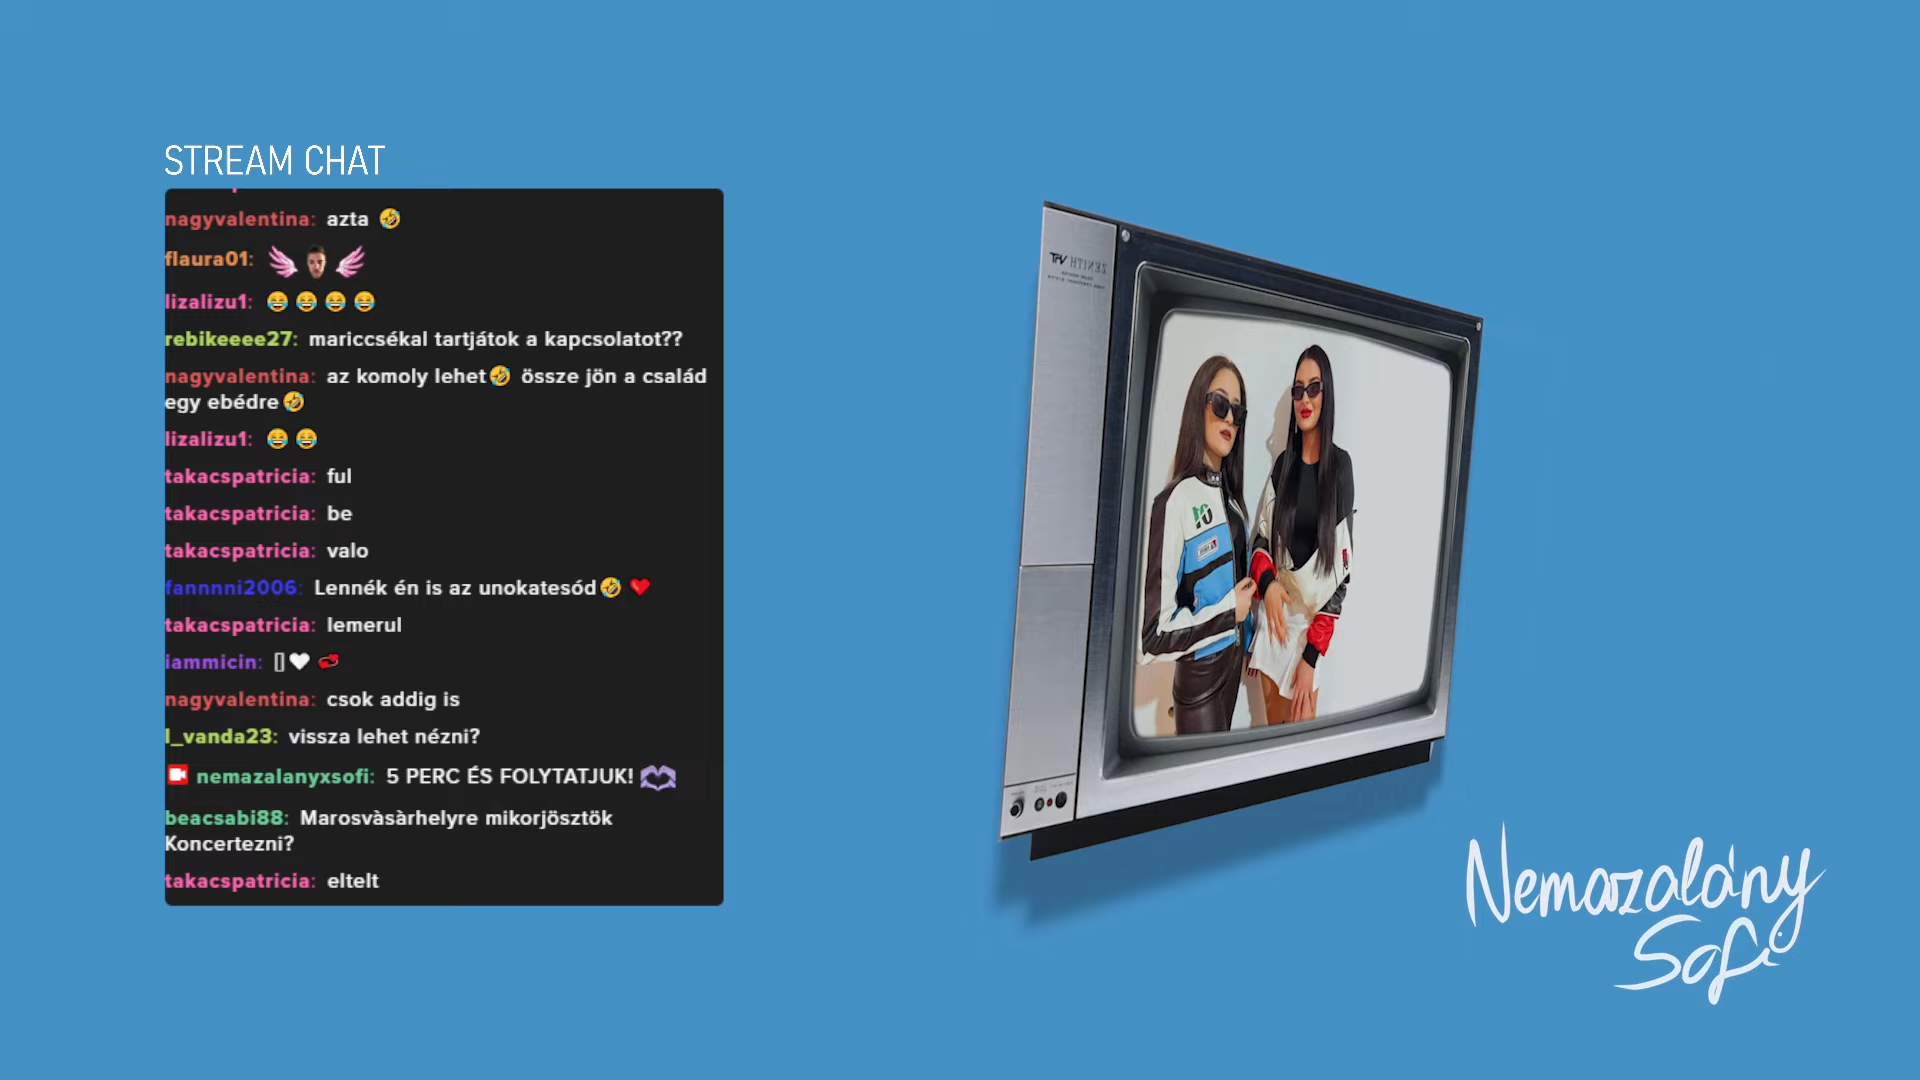 STREAM CHAT
nagyvalentina: azta 🤣
flaura01:
lizalizu1: 😂 😂 😂 😂
rebikeeee27: mariccsékal tartjátok a kapcsolatot??
nagyvalentina: az komoly lehet🤣 össze jön a család
egy ebédre🤣
lizalizu1: 😂 😂
takacspatricia: ful
takacspatricia: be
takacspatricia: valo
fannnni2006: Lennék én is az unokatesód🤣 ❤️
takacspatricia: lemerul
iammicin: 🤍 💞
nagyvalentina: csok addig is
l_vanda23: vissza lehet nézni?
nemazalanyxsofi: 5 PERC ÉS FOLYTATJUK!
beacsabi88: Marosvàsàrhelyre mikorjösztök
Koncertezni?
takacspatricia: eltelt
ZENITH
Nemazalány
Sofi